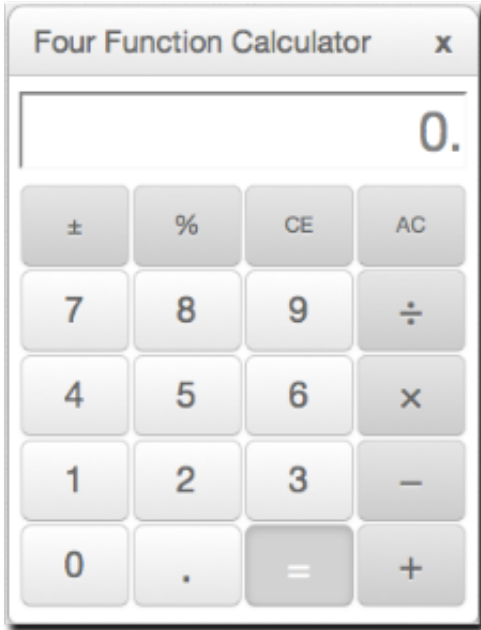 Four Function Calculator x
0.
± % CE AC
7 8 9 ÷
4 5 6 ×
1 2 3 −
0 . = +